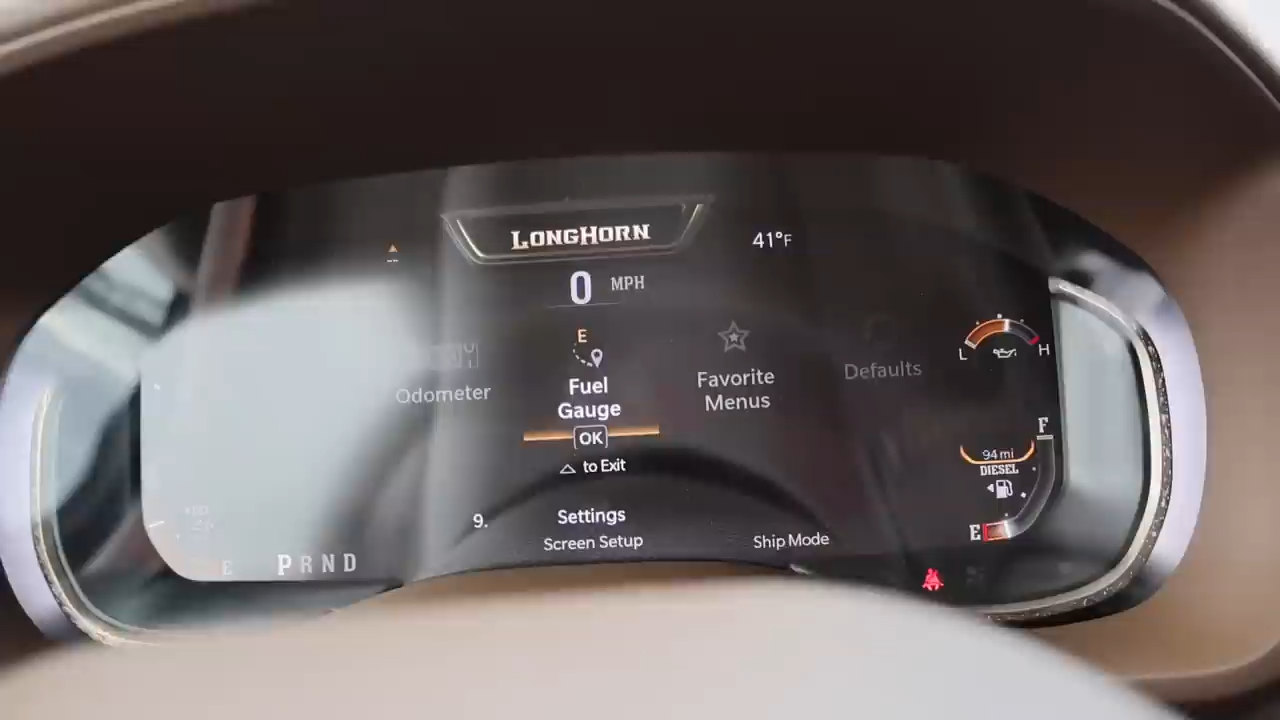 LONGHORN
41°F
0 MPH
E
Odometer
Fuel
Gauge
Favorite
Menus
Defaults
OK
to Exit
L H
F
94 mi
DIESEL
E
9.
Settings
Screen Setup
Ship Mode
E
P R N D